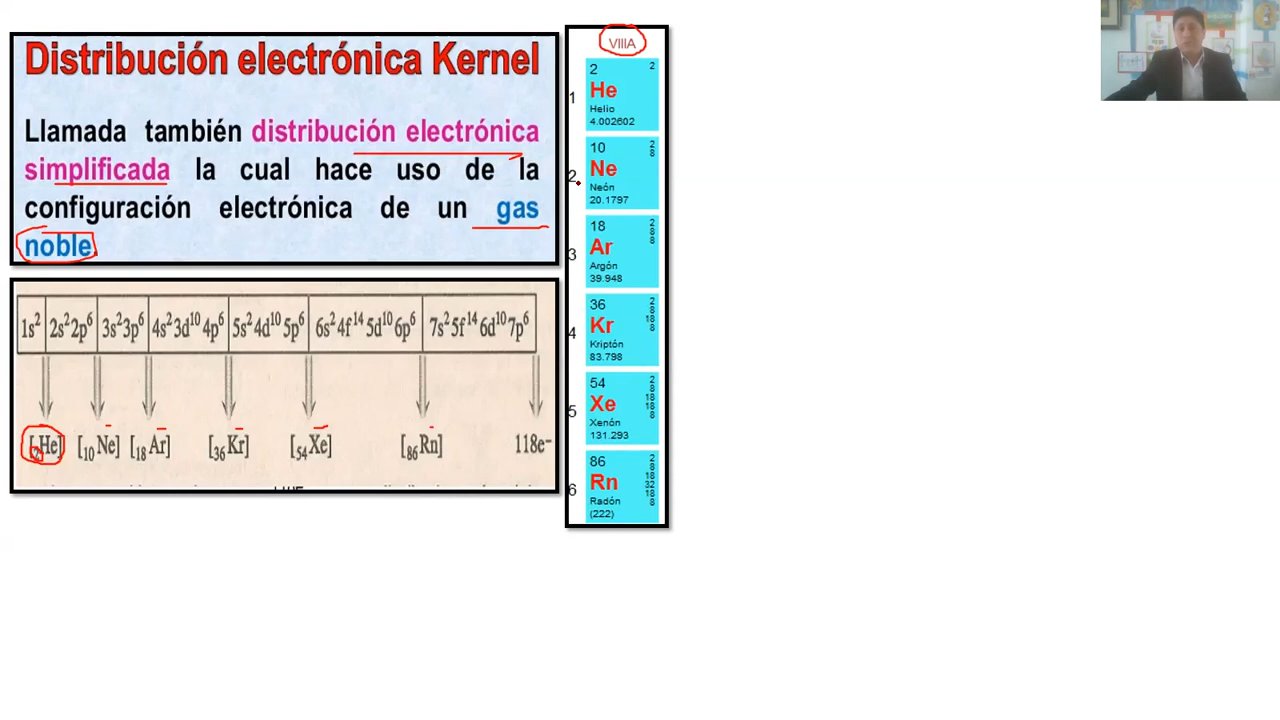 Distribución electrónica Kernel
Llamada también distribución electrónica
simplificada la cual hace uso de la
configuración electrónica de un gas
noble.
1s² 2s²2p⁶ 3s²3p⁶ 4s²3d¹⁰4p⁶ 5s²4d¹⁰5p⁶ 6s²4f¹⁴5d¹⁰6p⁶ 7s²5f¹⁴6d¹⁰7p⁶
[₂He] [₁₀Ne] [₁₈Ar] [₃₆Kr] [₅₄Xe] [₈₆Rn] 118e⁻
VIIIA
1
2 2
He
Helio
4.002602
2
10 2 8
Ne
Neón
20.1797
3
18 2 8 8
Ar
Argón
39.948
4
36 2 8 18 8
Kr
Kriptón
83.798
5
54 2 8 18 18 8
Xe
Xenón
131.293
6
86 2 8 18 32 18 8
Rn
Radón
(222)